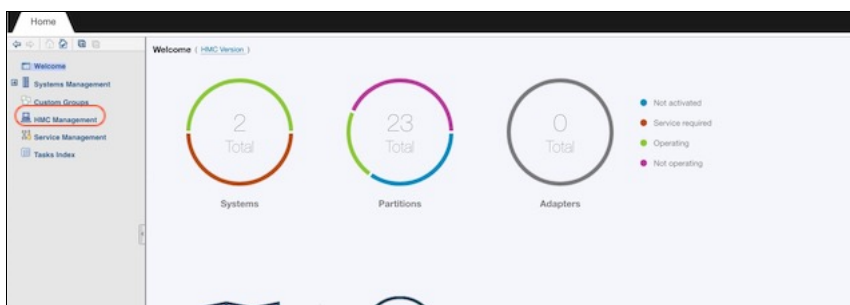 Home
Welcome ( HMC Version )
Welcome
Systems Management
Custom Groups
HMC Management
Service Management
Tasks Index
2
Total
Systems
23
Total
Partitions
0
Total
Adapters
Not activated
Service required
Operating
Not operating